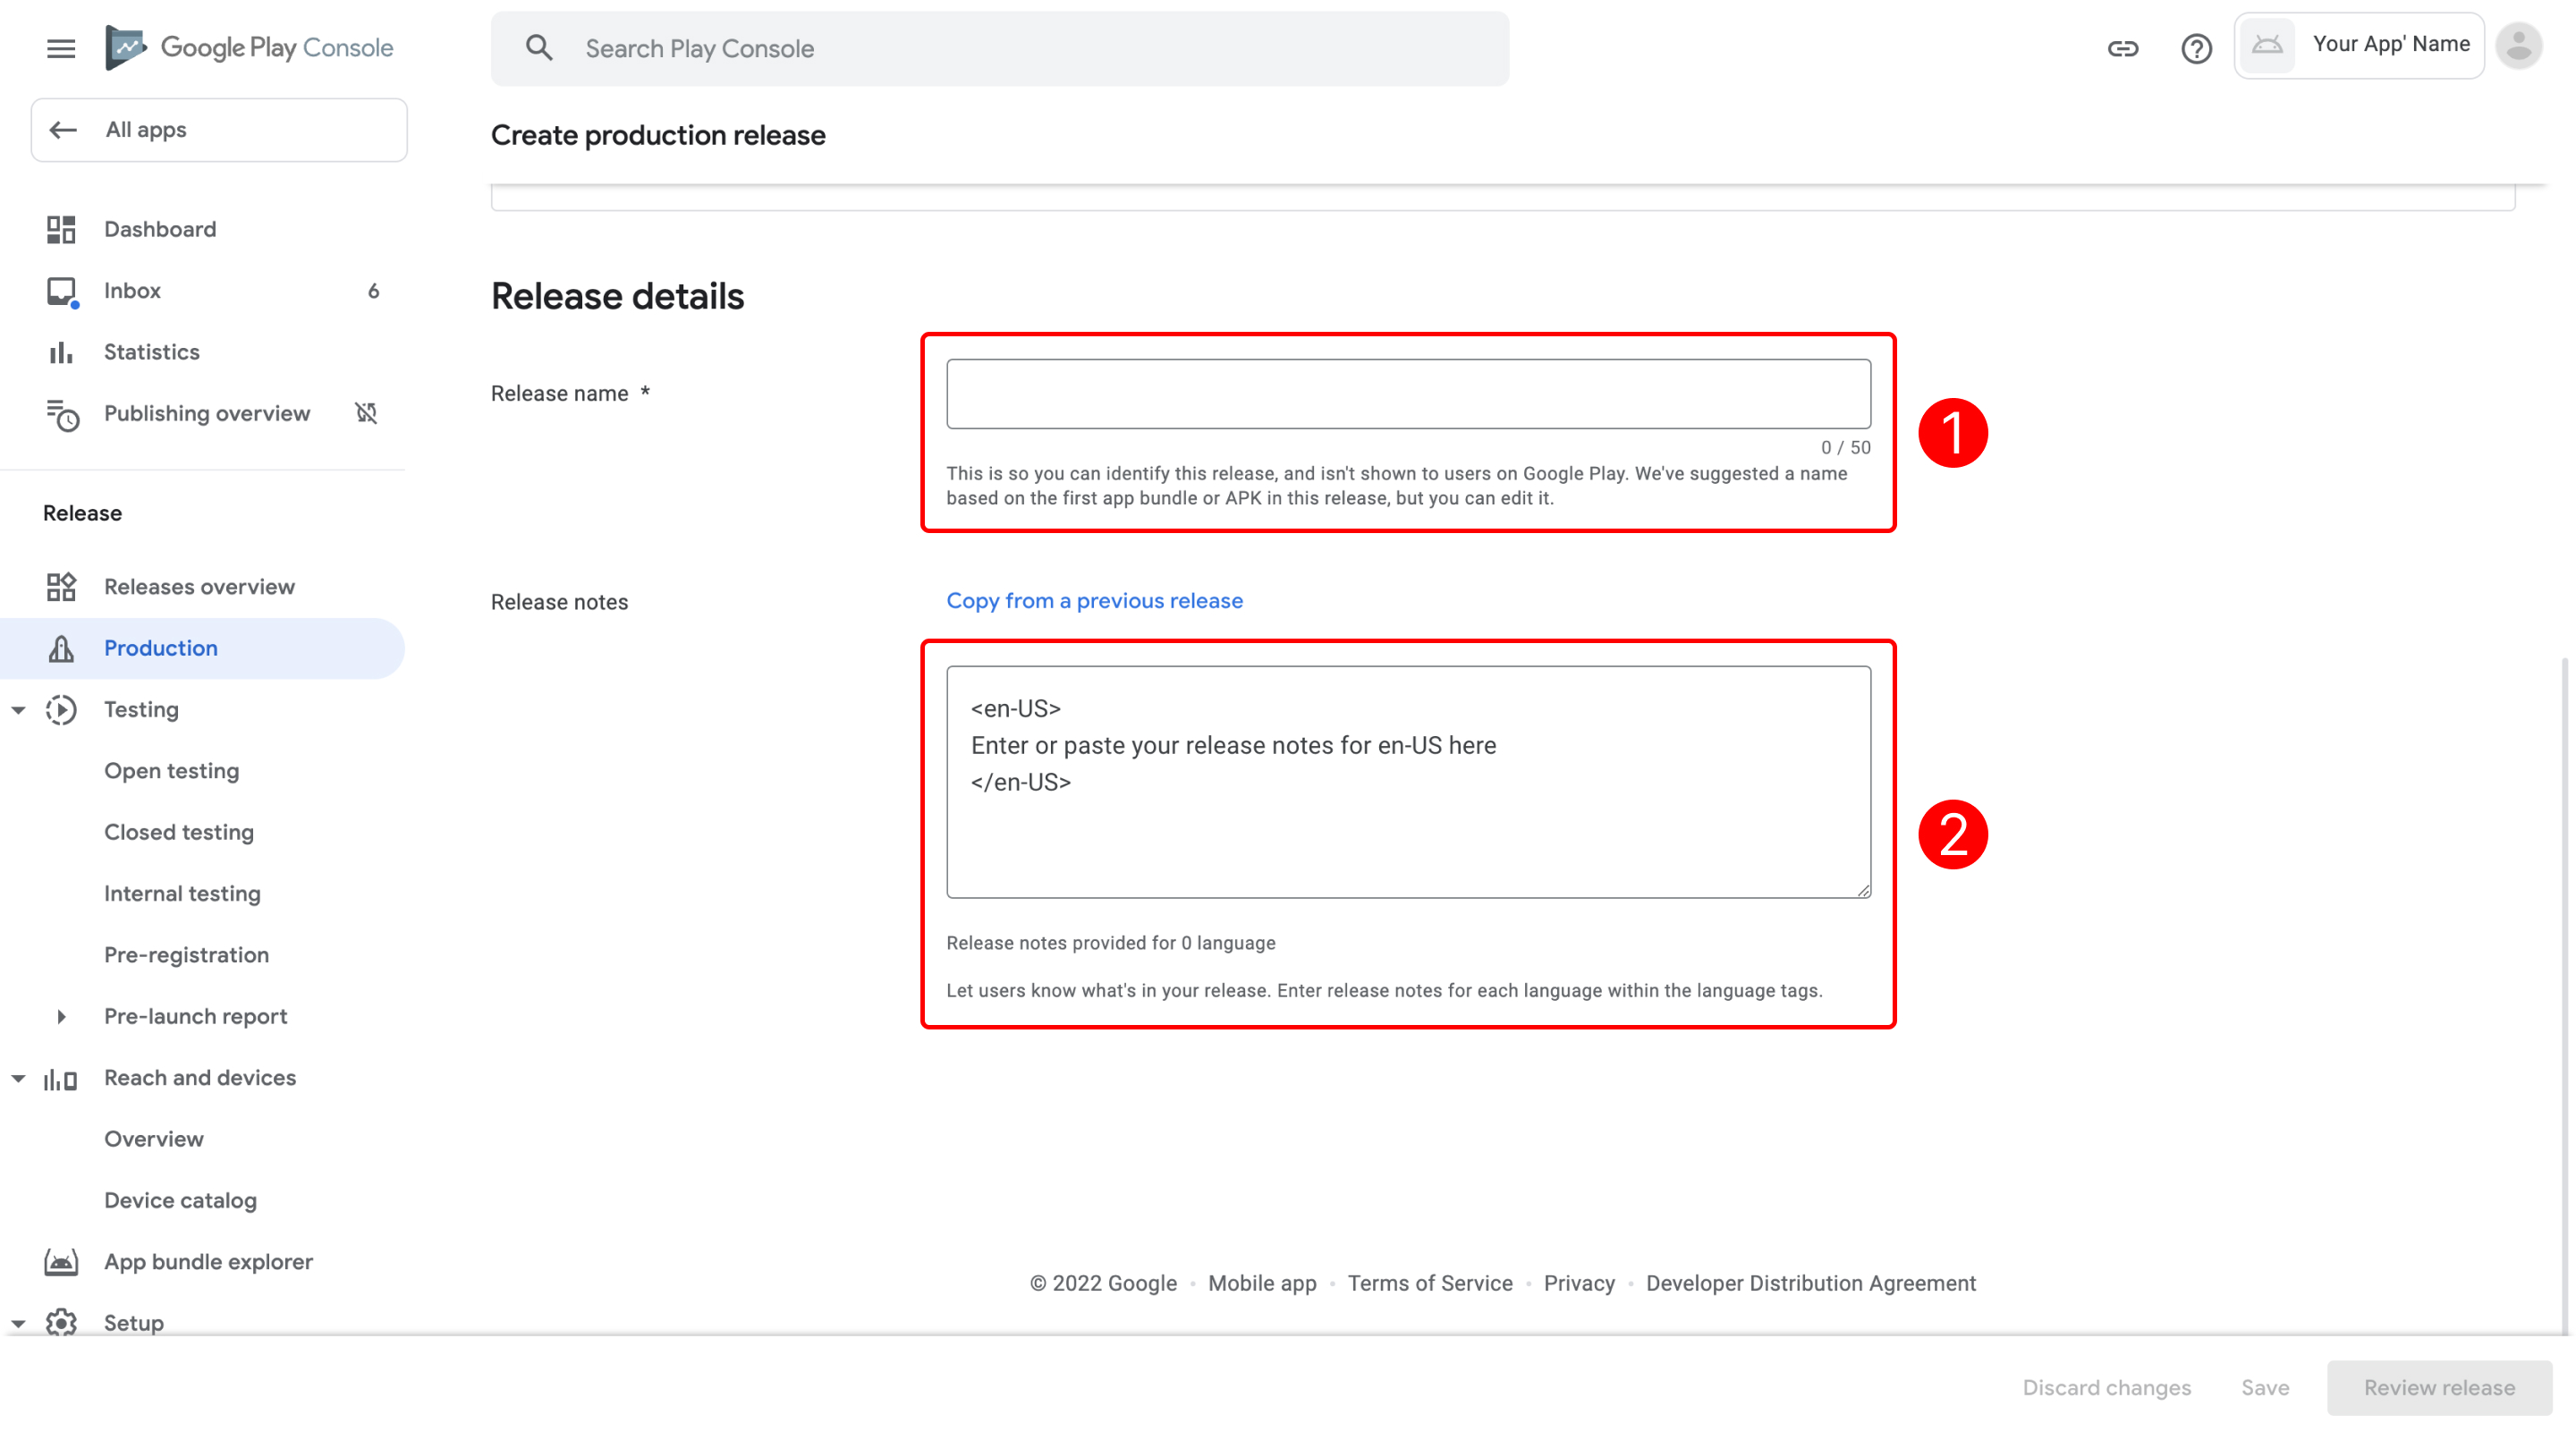 Google Play Console
Search Play Console
Your App' Name
All apps
Create production release
Dashboard
Inbox 6
Statistics
Publishing overview
Release
Releases overview
Production
Testing
Open testing
Closed testing
Internal testing
Pre-registration
Pre-launch report
Reach and devices
Overview
Device catalog
App bundle explorer
Setup
Release details
Release name *
0 / 50
This is so you can identify this release, and isn't shown to users on Google Play. We've suggested a name
based on the first app bundle or APK in this release, but you can edit it.
1
Release notes
Copy from a previous release
<en-US>
Enter or paste your release notes for en-US here
</en-US>
2
Release notes provided for 0 language
Let users know what's in your release. Enter release notes for each language within the language tags.
© 2022 Google • Mobile app • Terms of Service • Privacy • Developer Distribution Agreement
Discard changes Save Review release